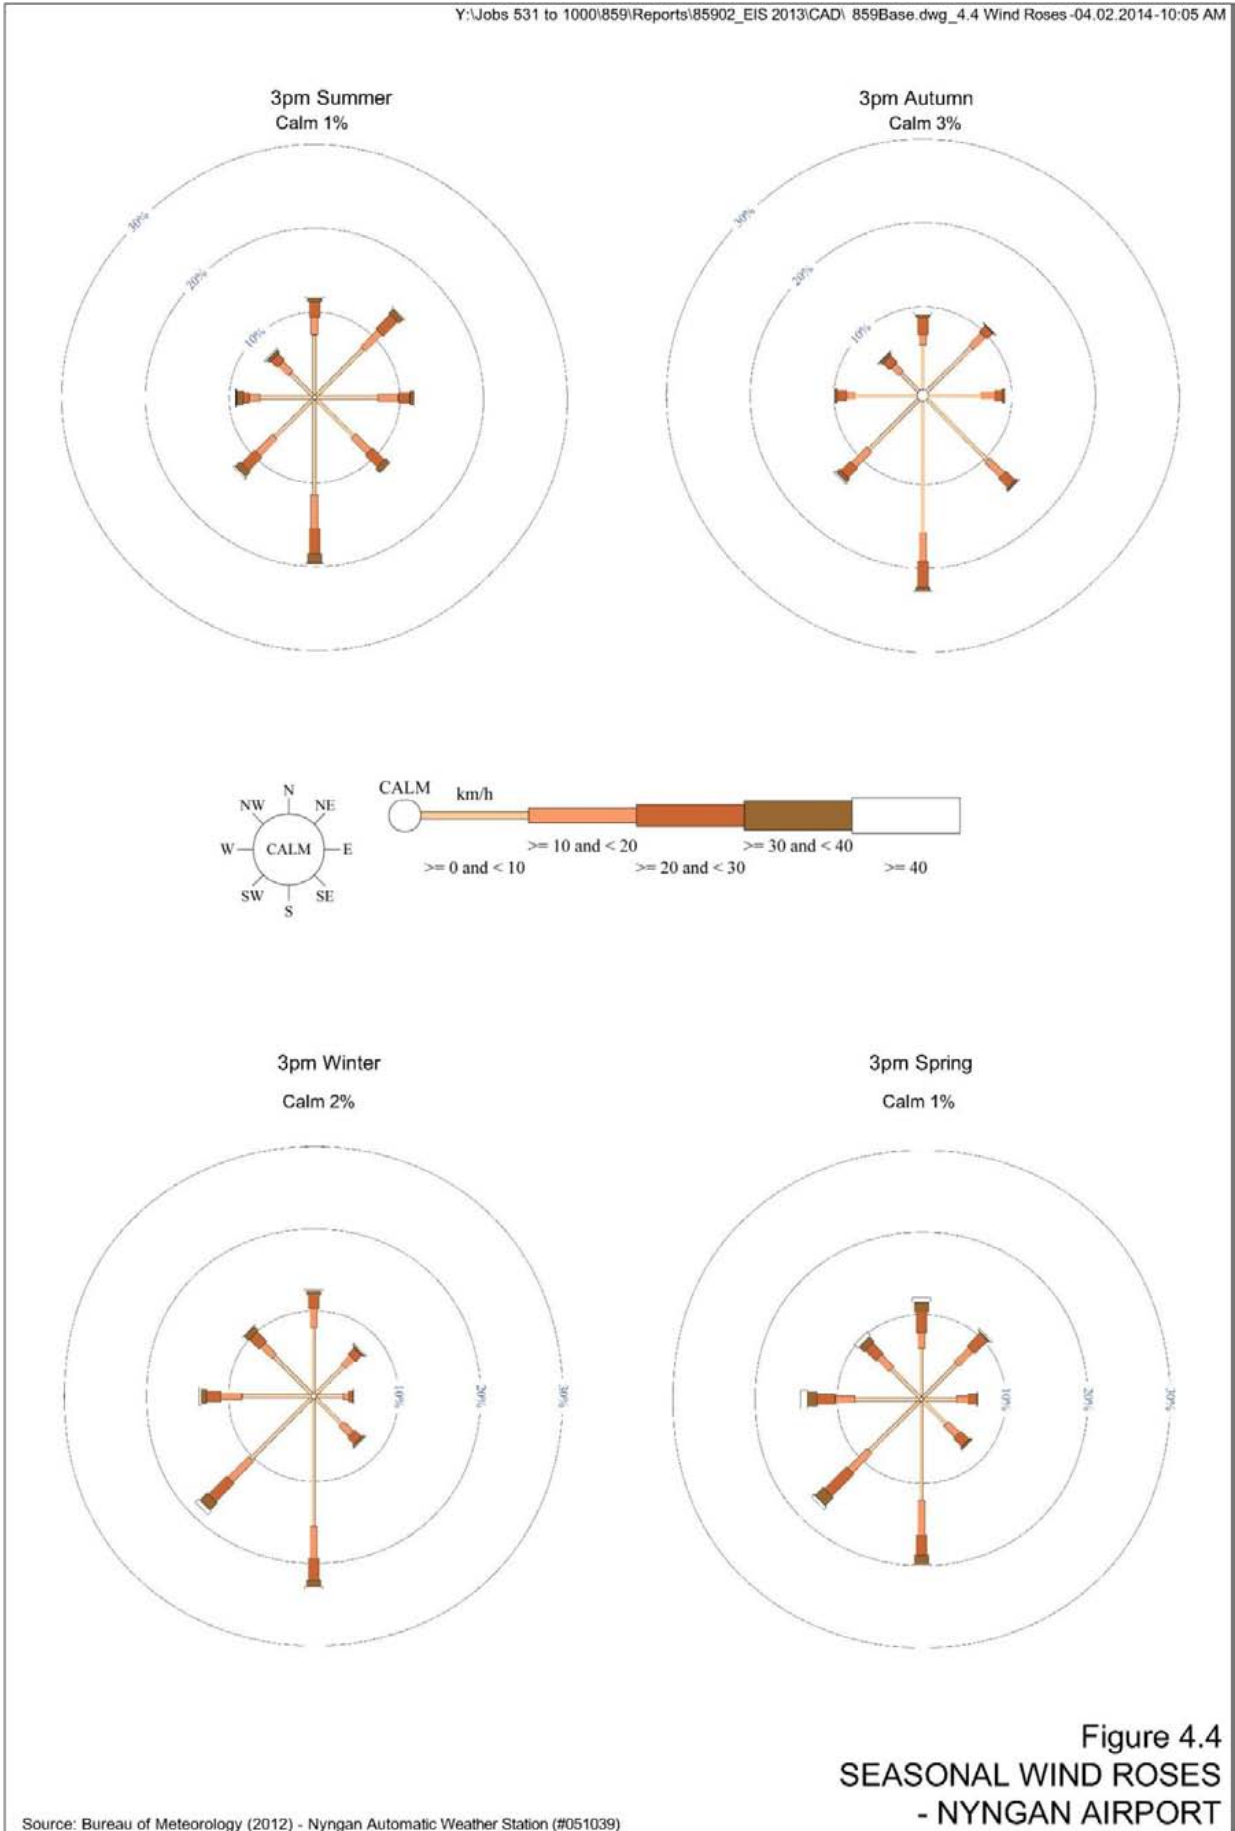 Y:\Jobs 531 to 1000\859\Reports\85902_EIS 2013\CAD\ 859Base.dwg_4.4 Wind Roses-04.02.2014-10:05 AM
3pm Summer
Calm 1%
30%
20%
10%
3pm Autumn
Calm 3%
30%
20%
10%
N
NW
NE
W
CALM
E
SW
SE
S
CALM
km/h
>= 10 and < 20
>= 30 and < 40
>= 0 and < 10
>= 20 and < 30
>= 40
3pm Winter
Calm 2%
10%
20%
30%
3pm Spring
Calm 1%
10%
20%
30%
Figure 4.4
SEASONAL WIND ROSES
- NYNGAN AIRPORT
Source: Bureau of Meteorology (2012) - Nyngan Automatic Weather Station (#051039)